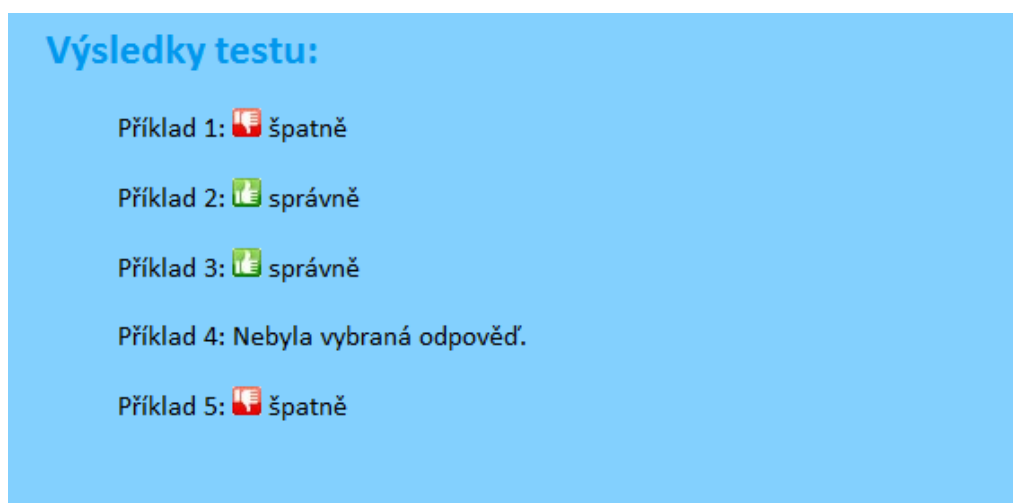 Výsledky testu:
Příklad 1: špatně
Příklad 2: správně
Příklad 3: správně
Příklad 4: Nebyla vybraná odpověď.
Příklad 5: špatně